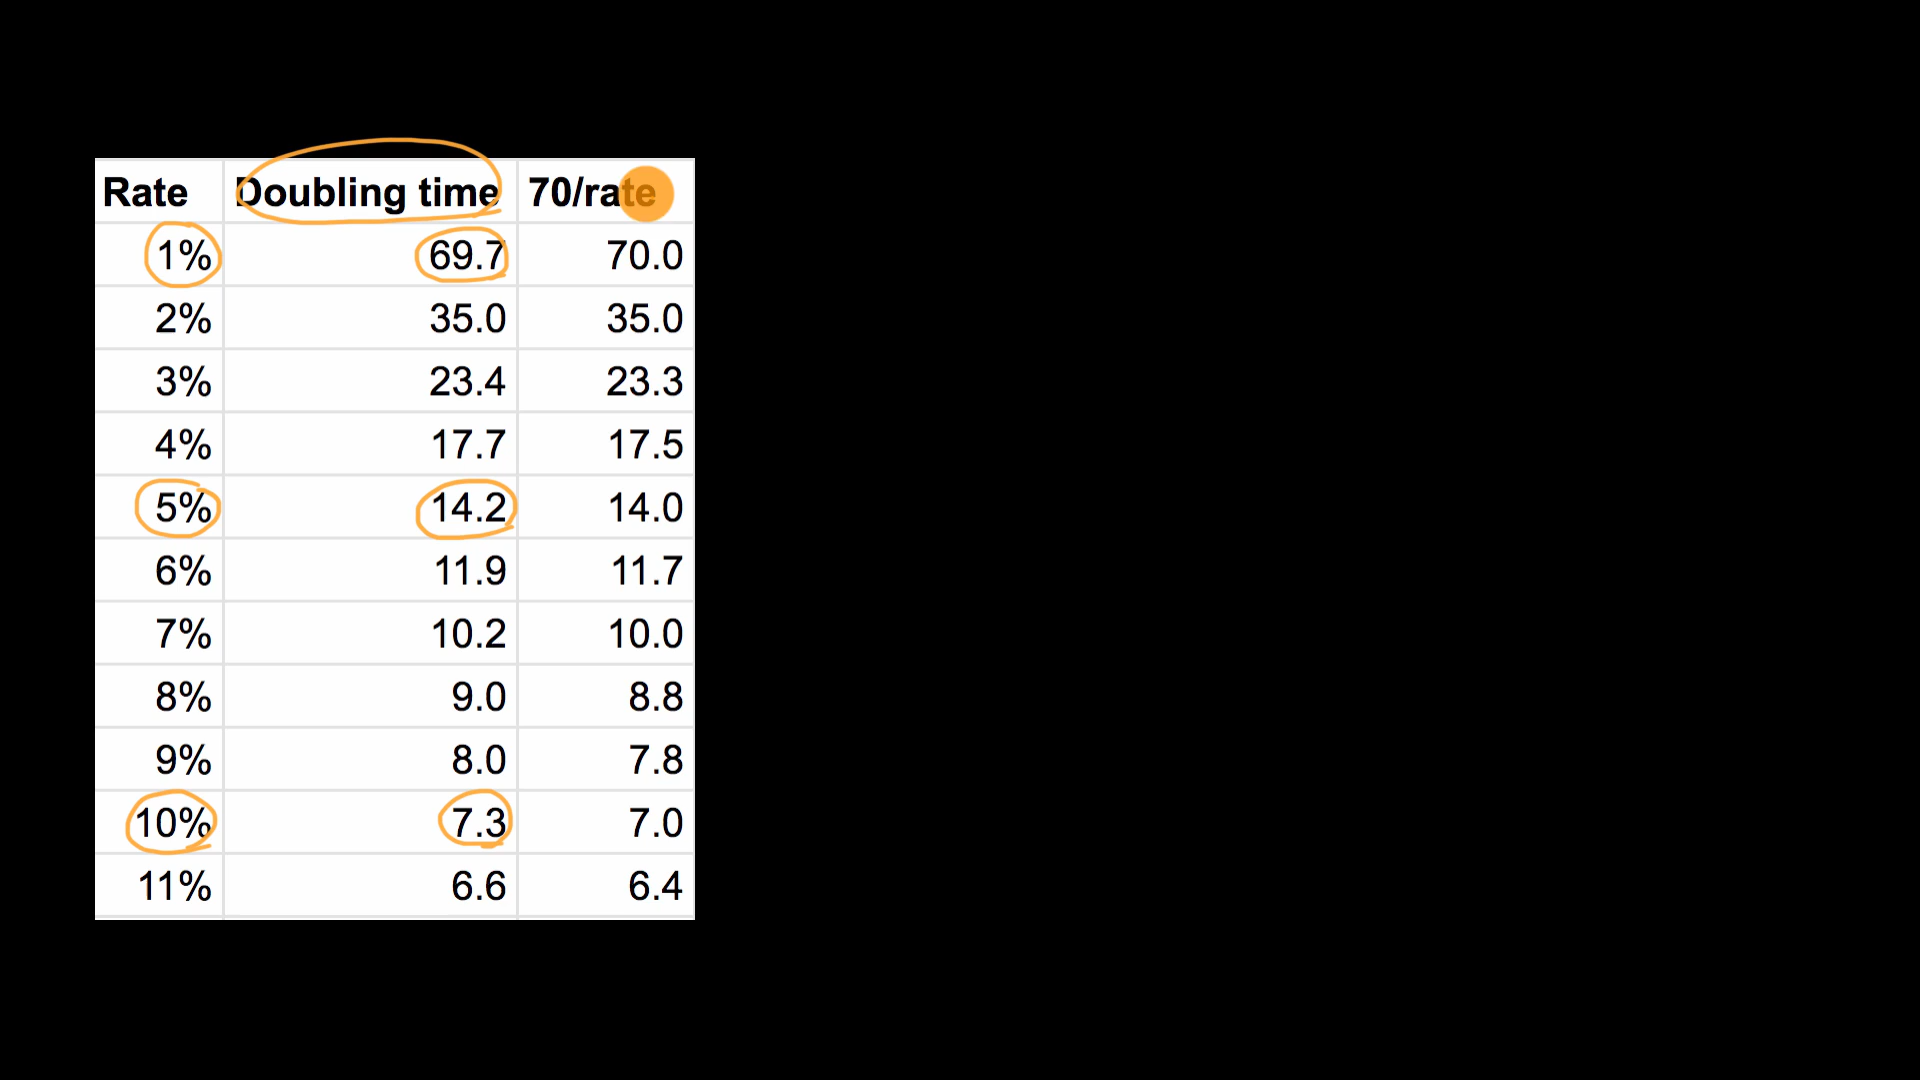 Rate Doubling time 70/rate
1% 69.7 70.0
2% 35.0 35.0
3% 23.4 23.3
4% 17.7 17.5
5% 14.2 14.0
6% 11.9 11.7
7% 10.2 10.0
8% 9.0 8.8
9% 8.0 7.8
10% 7.3 7.0
11% 6.6 6.4